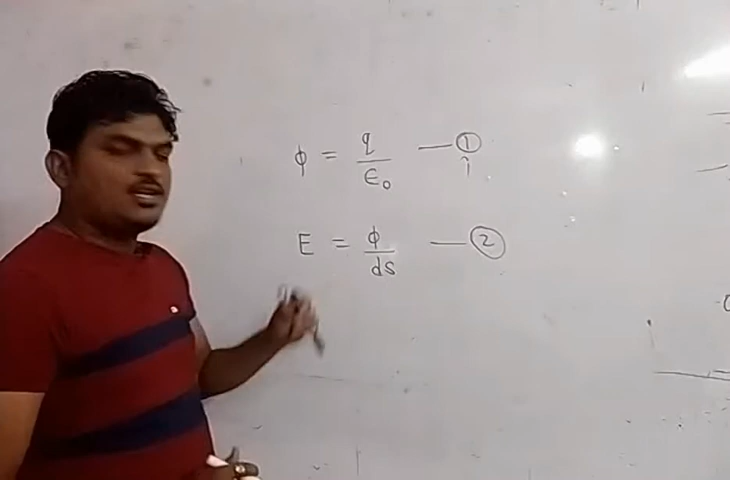 ϕ = q/ϵ₀ — ①
E = ϕ/ds — ②